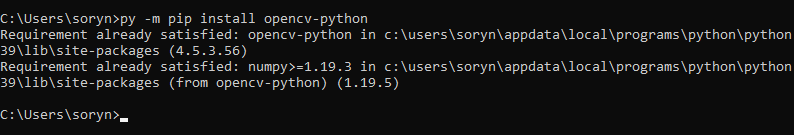 C:\Users\soryn>py -m pip install opencv-python
Requirement already satisfied: opencv-python in c:\users\soryn\appdata\local\programs\python\python
39\lib\site-packages (4.5.3.56)
Requirement already satisfied: numpy>=1.19.3 in c:\users\soryn\appdata\local\programs\python\python
39\lib\site-packages (from opencv-python) (1.19.5)
C:\Users\soryn>